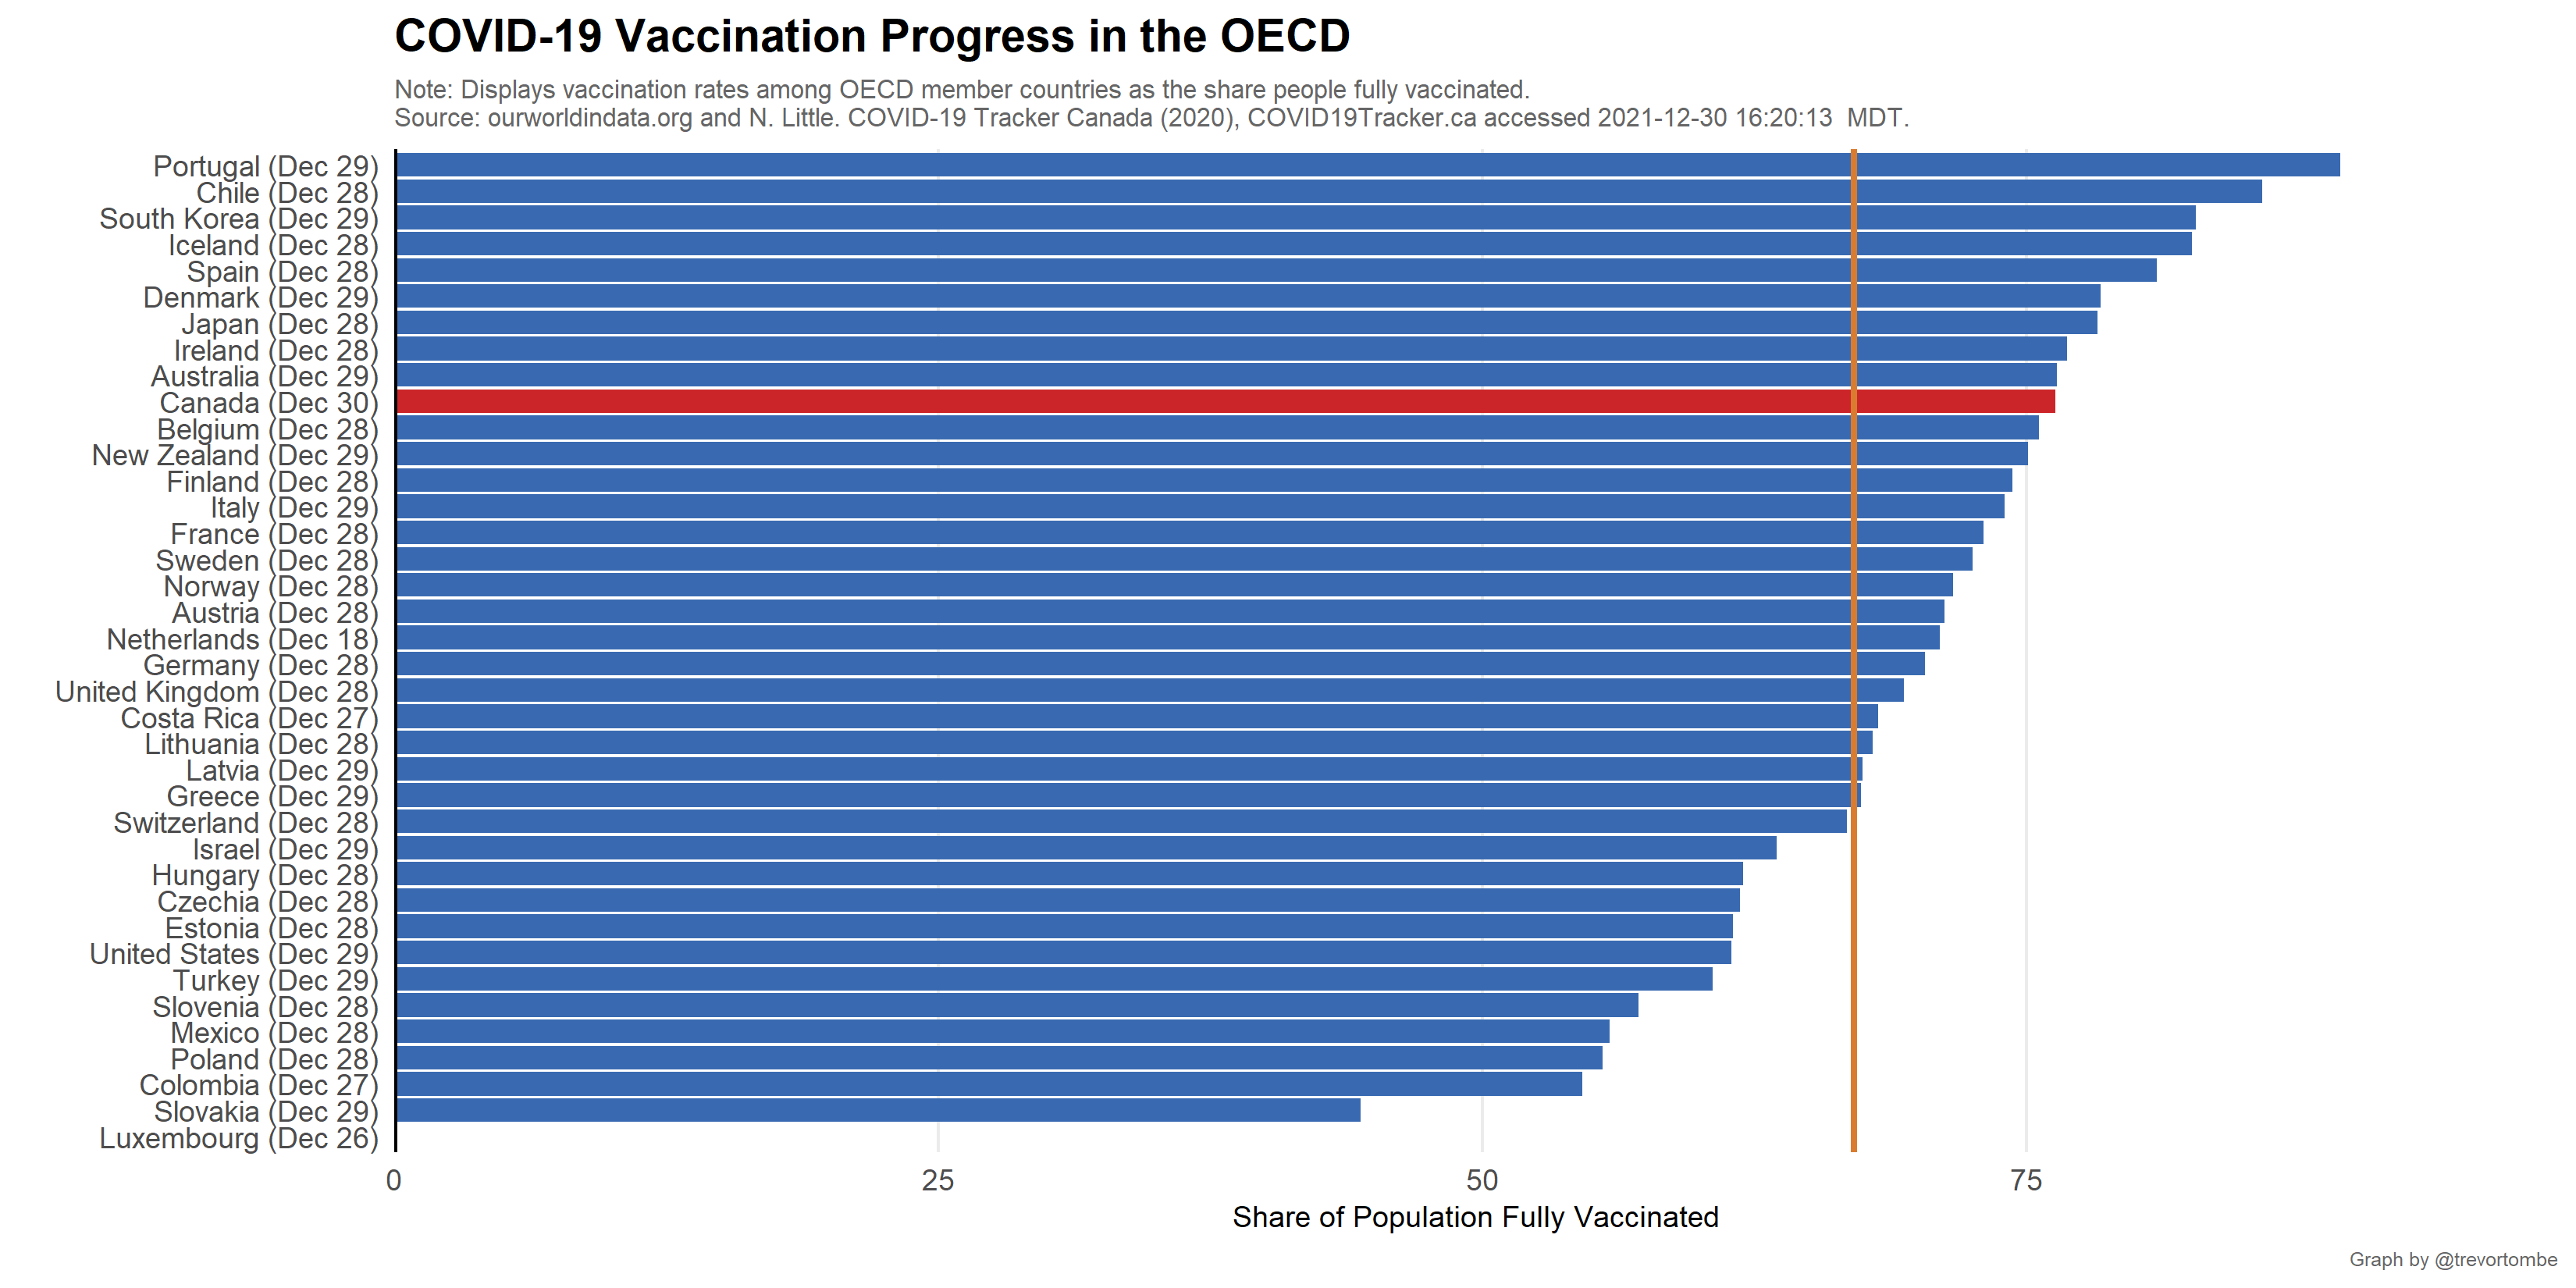 COVID-19 Vaccination Progress in the OECD
Note: Displays vaccination rates among OECD member countries as the share people fully vaccinated.
Source: ourworldindata.org and N. Little. COVID-19 Tracker Canada (2020), COVID19Tracker.ca accessed 2021-12-30 16:20:13  MDT.
Portugal (Dec 29)
Chile (Dec 28)
South Korea (Dec 29)
Iceland (Dec 28)
Spain (Dec 28)
Denmark (Dec 29)
Japan (Dec 28)
Ireland (Dec 28)
Australia (Dec 29)
Canada (Dec 30)
Belgium (Dec 28)
New Zealand (Dec 29)
Finland (Dec 28)
Italy (Dec 29)
France (Dec 28)
Sweden (Dec 28)
Norway (Dec 28)
Austria (Dec 28)
Netherlands (Dec 18)
Germany (Dec 28)
United Kingdom (Dec 28)
Costa Rica (Dec 27)
Lithuania (Dec 28)
Latvia (Dec 29)
Greece (Dec 29)
Switzerland (Dec 28)
Israel (Dec 29)
Hungary (Dec 28)
Czechia (Dec 28)
Estonia (Dec 28)
United States (Dec 29)
Turkey (Dec 29)
Slovenia (Dec 28)
Mexico (Dec 28)
Poland (Dec 28)
Colombia (Dec 27)
Slovakia (Dec 29)
Luxembourg (Dec 26)
0 25 50 75
Share of Population Fully Vaccinated
Graph by @trevortombe